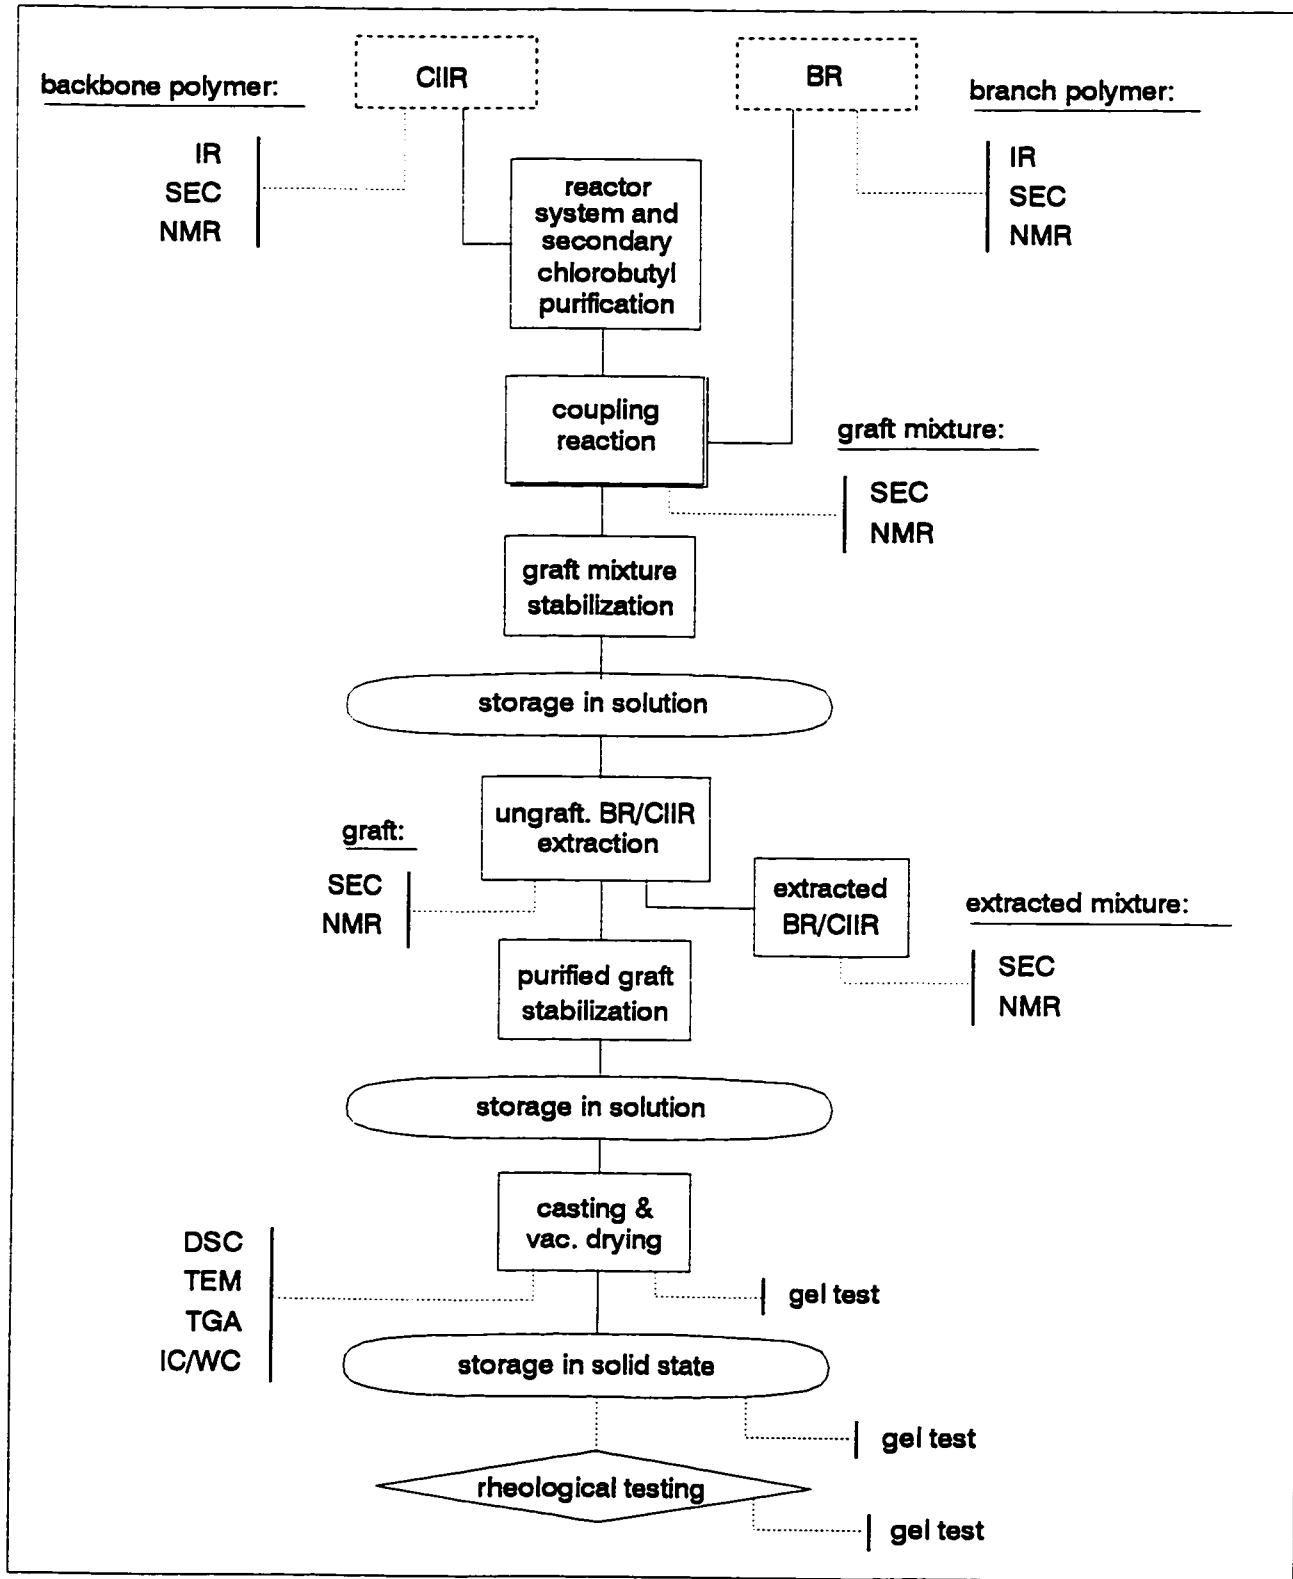 CIIR
BR
backbone polymer:
branch polymer:
IR
SEC
NMR
IR
SEC
NMR
reactor
system and
secondary
chlorobutyl
purification
coupling
reaction
graft mixture:
SEC
NMR
graft mixture
stabilization
storage in solution
ungraft. BR/CIIR
extraction
graft:
SEC
NMR
extracted
BR/CIIR
extracted mixture:
SEC
NMR
purified graft
stabilization
storage in solution
casting &
vac. drying
DSC
TEM
TGA
IC/WC
gel test
storage in solid state
gel test
rheological testing
gel test